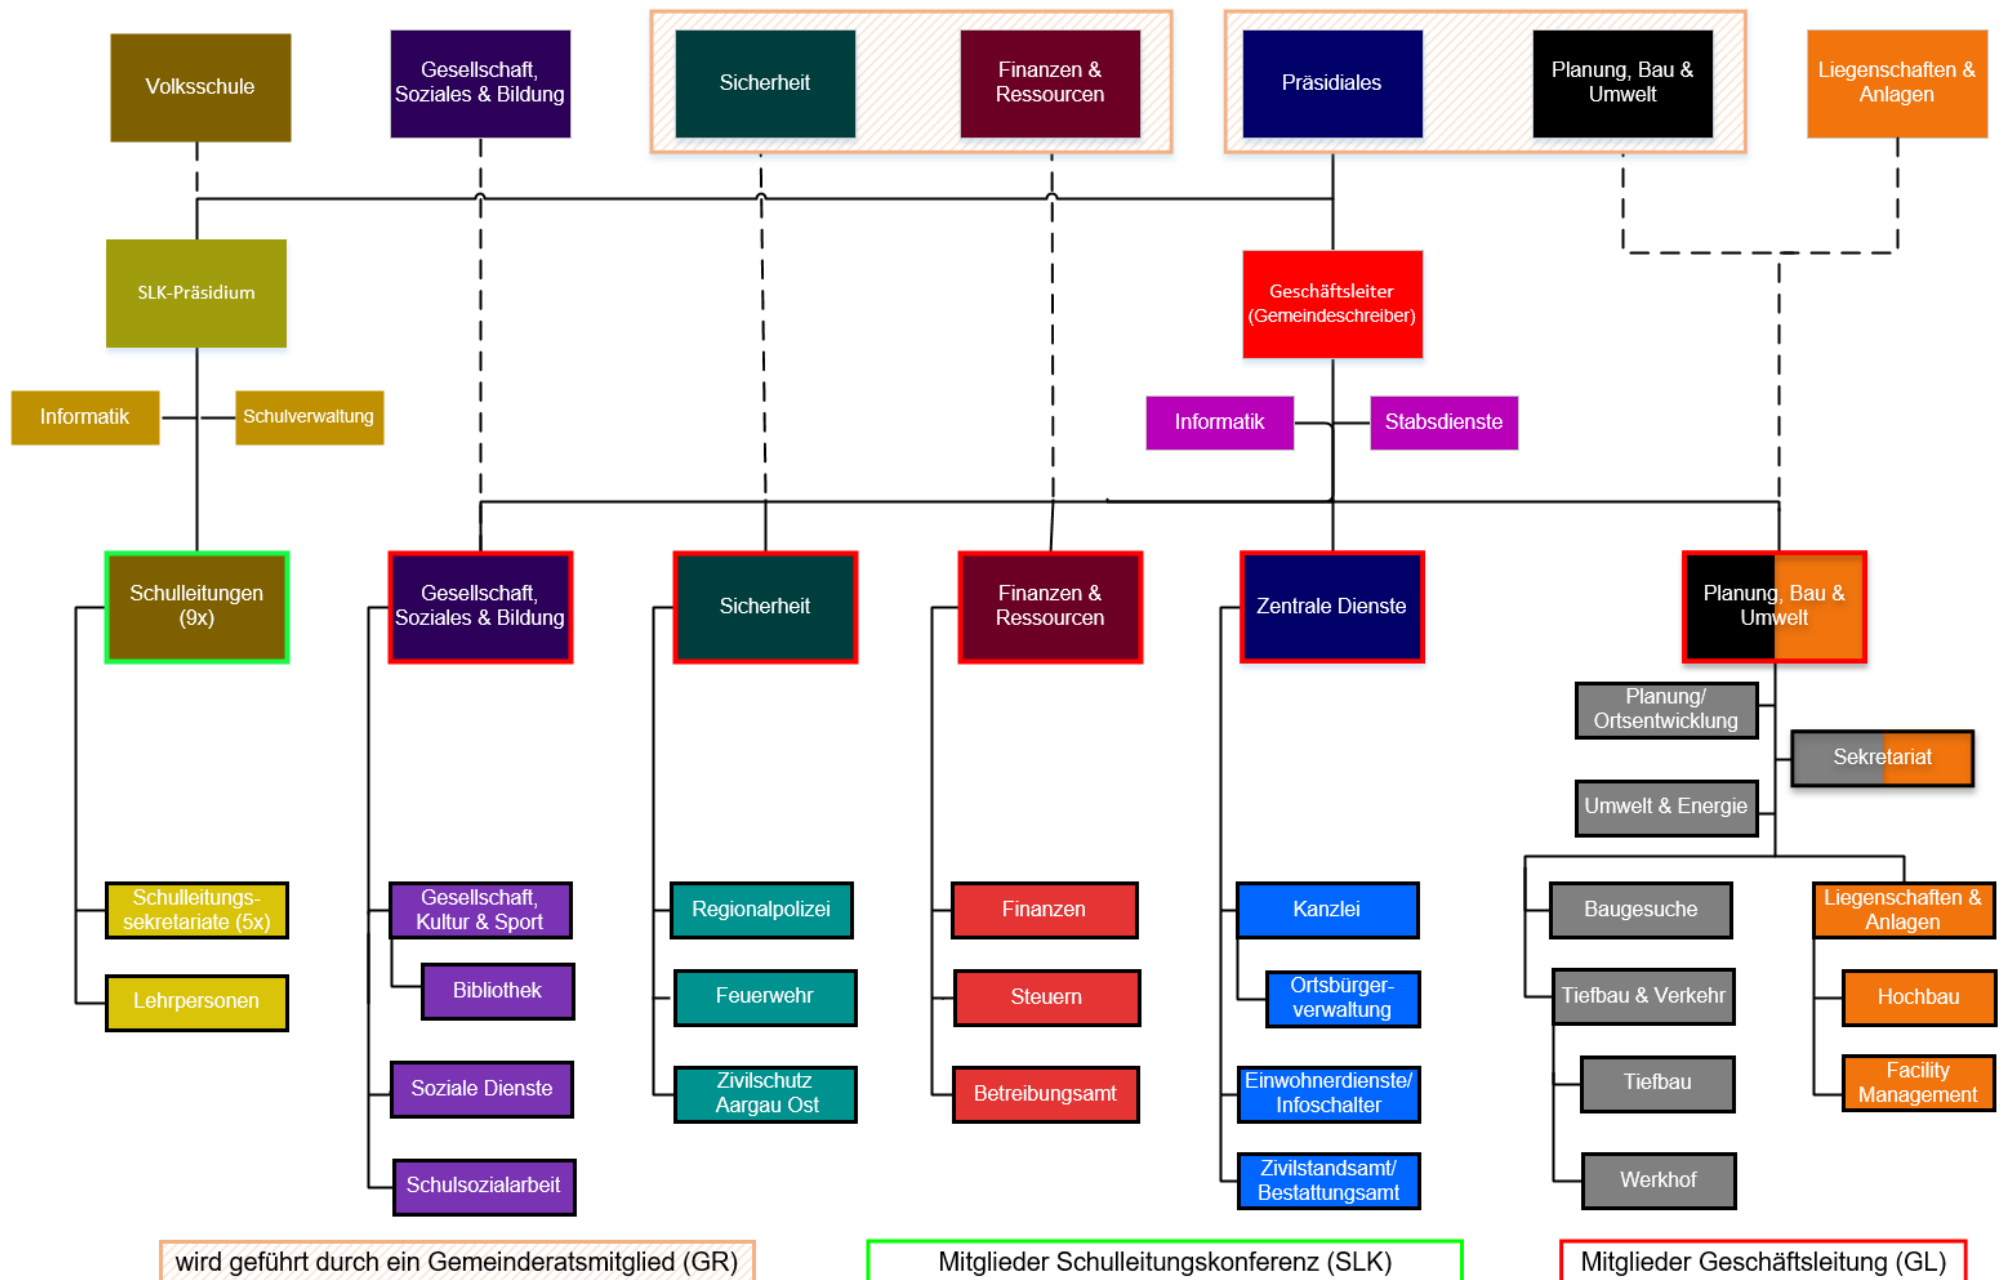 Volksschule
Gesellschaft,
Soziales & Bildung
Sicherheit
Finanzen &
Ressourcen
Präsidiales
Planung, Bau &
Umwelt
Liegenschaften &
Anlagen
SLK-Präsidium
Geschäftsleiter
(Gemeindeschreiber)
Informatik
Schulverwaltung
Informatik
Stabsdienste
Schulleitungen
(9x)
Gesellschaft,
Soziales & Bildung
Sicherheit
Finanzen &
Ressourcen
Zentrale Dienste
Planung, Bau &
Umwelt
Planung/
Ortsentwicklung
Sekretariat
Umwelt & Energie
Schulleitungs-
sekretariate (5x)
Lehrpersonen
Gesellschaft,
Kultur & Sport
Bibliothek
Soziale Dienste
Schulsozialarbeit
Regionalpolizei
Feuerwehr
Zivilschutz
Aargau Ost
Finanzen
Steuern
Betreibungsamt
Kanzlei
Ortsbürger-
verwaltung
Einwohnerdienste/
Infoschalter
Zivilstandsamt/
Bestattungsamt
Baugesuche
Tiefbau & Verkehr
Tiefbau
Werkhof
Liegenschaften &
Anlagen
Hochbau
Facility
Management
wird geführt durch ein Gemeinderatsmitglied (GR)
Mitglieder Schulleitungskonferenz (SLK)
Mitglieder Geschäftsleitung (GL)